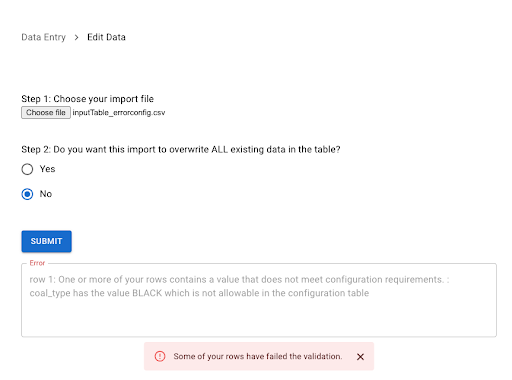 Data Entry > Edit Data
Step 1: Choose your import file
Choose file inputTable_errorconfig.csv
Step 2: Do you want this import to overwrite ALL existing data in the table?
Yes
No
SUBMIT
Error
row 1: One or more of your rows contains a value that does not meet configuration requirements. :
coal_type has the value BLACK which is not allowable in the configuration table
Some of your rows have failed the validation.